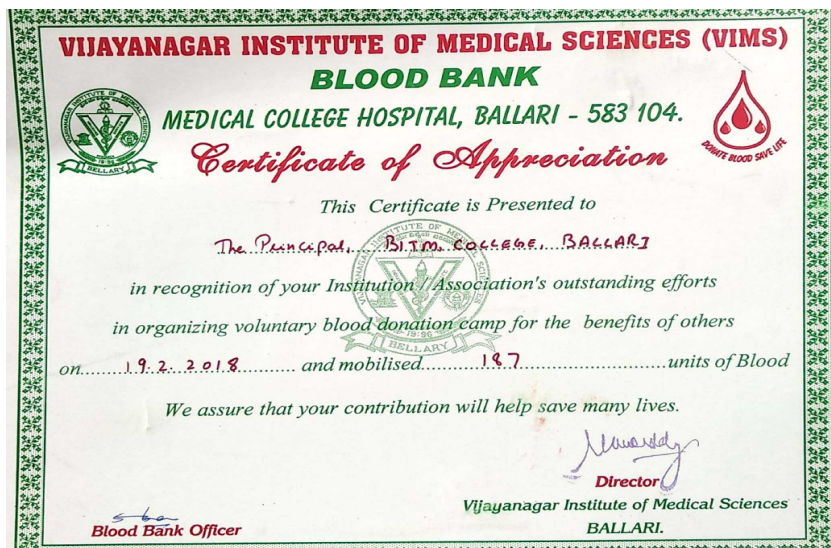 VIJAYANAGAR INSTITUTE OF MEDICAL SCIENCES (VIMS)
BLOOD BANK
MEDICAL COLLEGE HOSPITAL, BALLARI - 583 104.
Certificate of Appreciation
DONATE BLOOD SAVE LIFE
BELLARY
This Certificate is Presented to
The Principal, BITM. COLLEGE, BALLARI
in recognition of your Institution / Association's outstanding efforts
in organizing voluntary blood donation camp for the benefits of others
BELLARY
on........19.2.2018........ and mobilised........187........units of Blood
We assure that your contribution will help save many lives.
Director
Vijayanagar Institute of Medical Sciences
BALLARI.
Blood Bank Officer